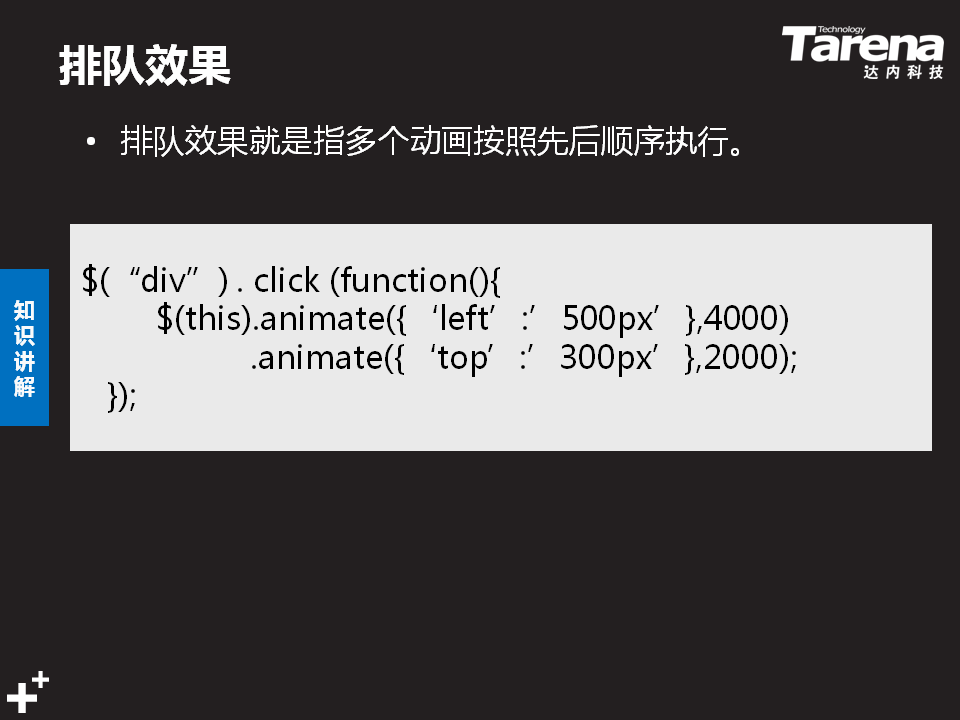 排队效果
Technology
Tarena
达内科技
• 排队效果就是指多个动画按照先后顺序执行。
$(“div”) . click (function(){
$(this).animate({‘left’:’500px’},4000)
.animate({‘top’:’300px’},2000);
});
知
识
讲
解